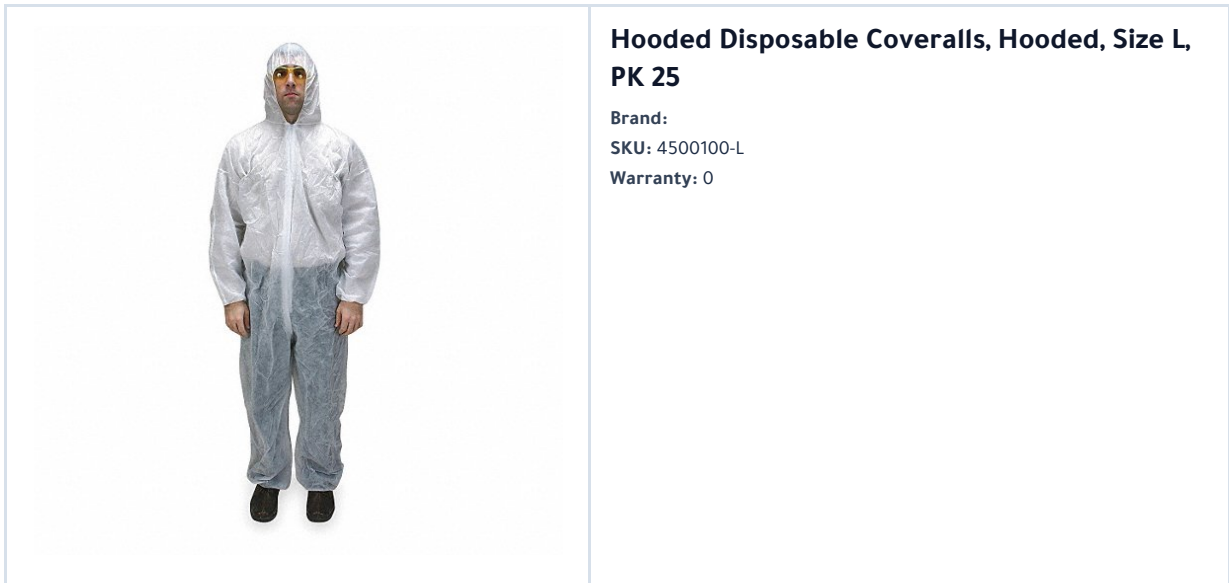 Hooded Disposable Coveralls, Hooded, Size L,
PK 25
Brand:
SKU: 4500100-L
Warranty: 0